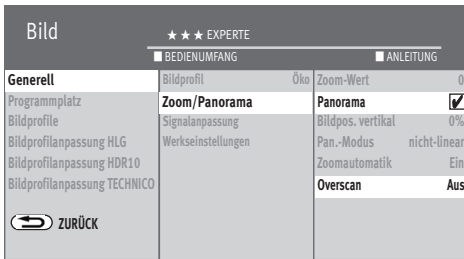 Bild
★ ★ ★ EXPERTE
BEDIENUMFANG
ANLEITUNG
Generell
Programmplatz
Bildprofile
Bildprofilanpassung HLG
Bildprofilanpassung HDR10
Bildprofilanpassung TECHNICO
ZURÜCK
Bildprofil Öko
Zoom/Panorama
Signalanpassung
Werkseinstellungen
Zoom-Wert 0
Panorama ✔
Bildpos. vertikal 0%
Pan.-Modus nicht-linear
Zoomautomatik Ein
Overscan Aus